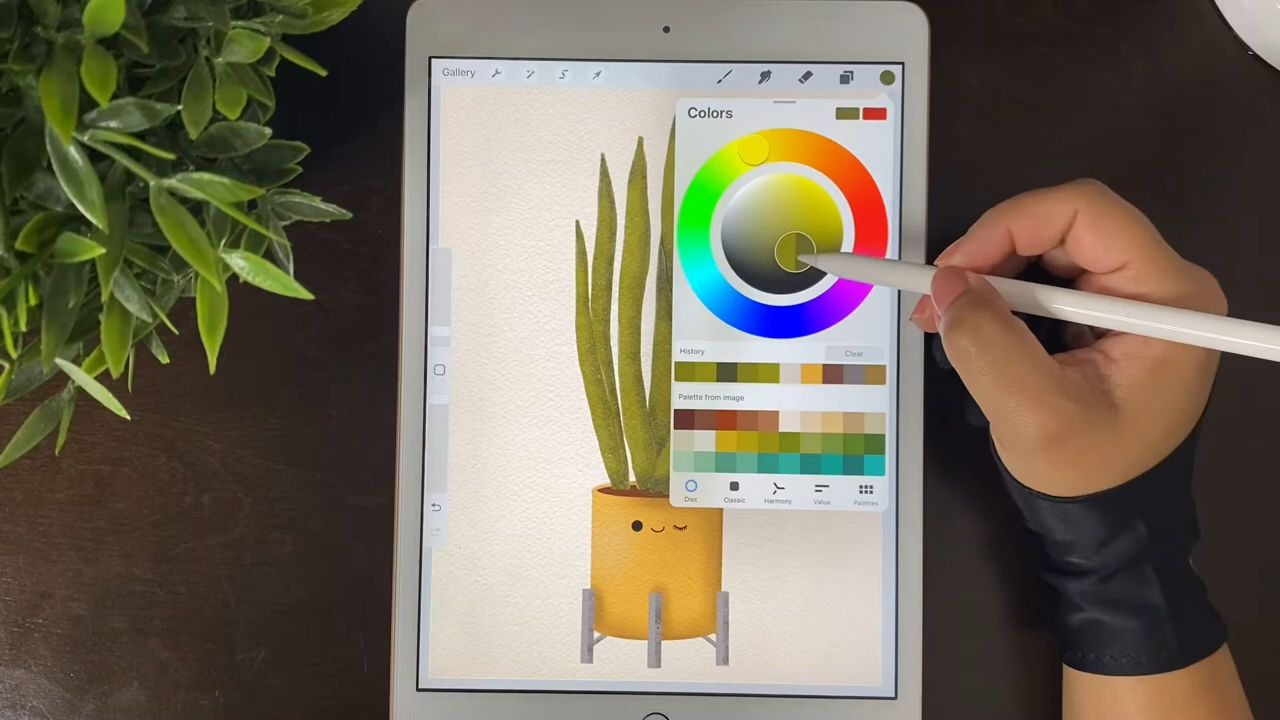 Gallery
Colors
History
Clear
Palette from image
Disc
Classic
Harmony
Value
Palettes